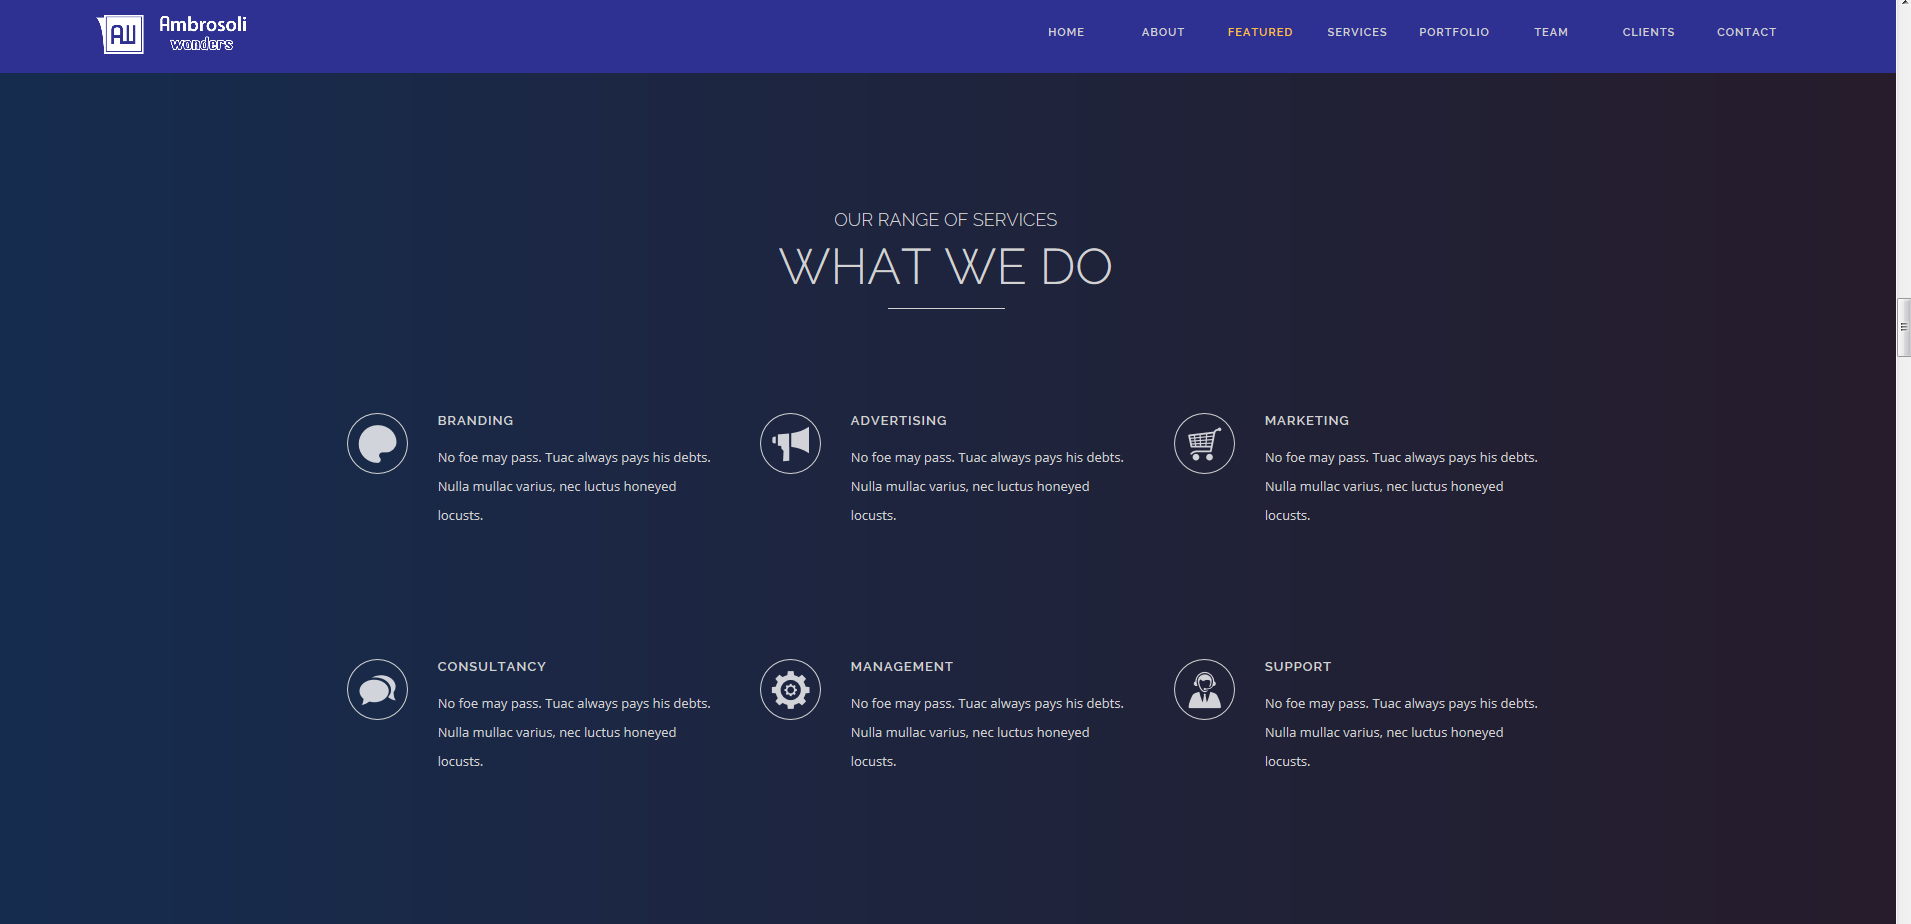 AW
Ambrosoli
wonders
HOME ABOUT FEATURED SERVICES PORTFOLIO TEAM CLIENTS CONTACT
OUR RANGE OF SERVICES
WHAT WE DO
BRANDING
No foe may pass. Tuac always pays his debts.
Nulla mullac varius, nec luctus honeyed
locusts.
ADVERTISING
No foe may pass. Tuac always pays his debts.
Nulla mullac varius, nec luctus honeyed
locusts.
MARKETING
No foe may pass. Tuac always pays his debts.
Nulla mullac varius, nec luctus honeyed
locusts.
CONSULTANCY
No foe may pass. Tuac always pays his debts.
Nulla mullac varius, nec luctus honeyed
locusts.
MANAGEMENT
No foe may pass. Tuac always pays his debts.
Nulla mullac varius, nec luctus honeyed
locusts.
SUPPORT
No foe may pass. Tuac always pays his debts.
Nulla mullac varius, nec luctus honeyed
locusts.